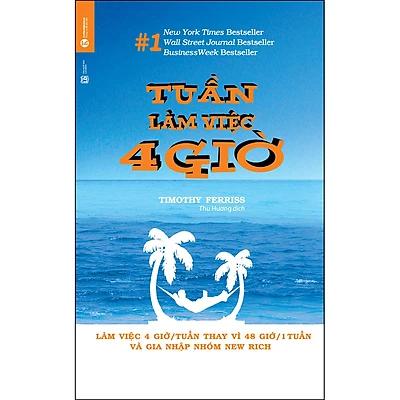 #1 New York Times Bestseller
Wall Street Journal Bestseller
BusinessWeek Bestseller
TUẦN
LÀM VIỆC
4 GIỜ
TIMOTHY FERRISS
Thu Hương dịch
LÀM VIỆC 4 GIỜ/TUẦN THAY VÌ 48 GIỜ/1 TUẦN
VÀ GIA NHẬP NHÓM NEW RICH